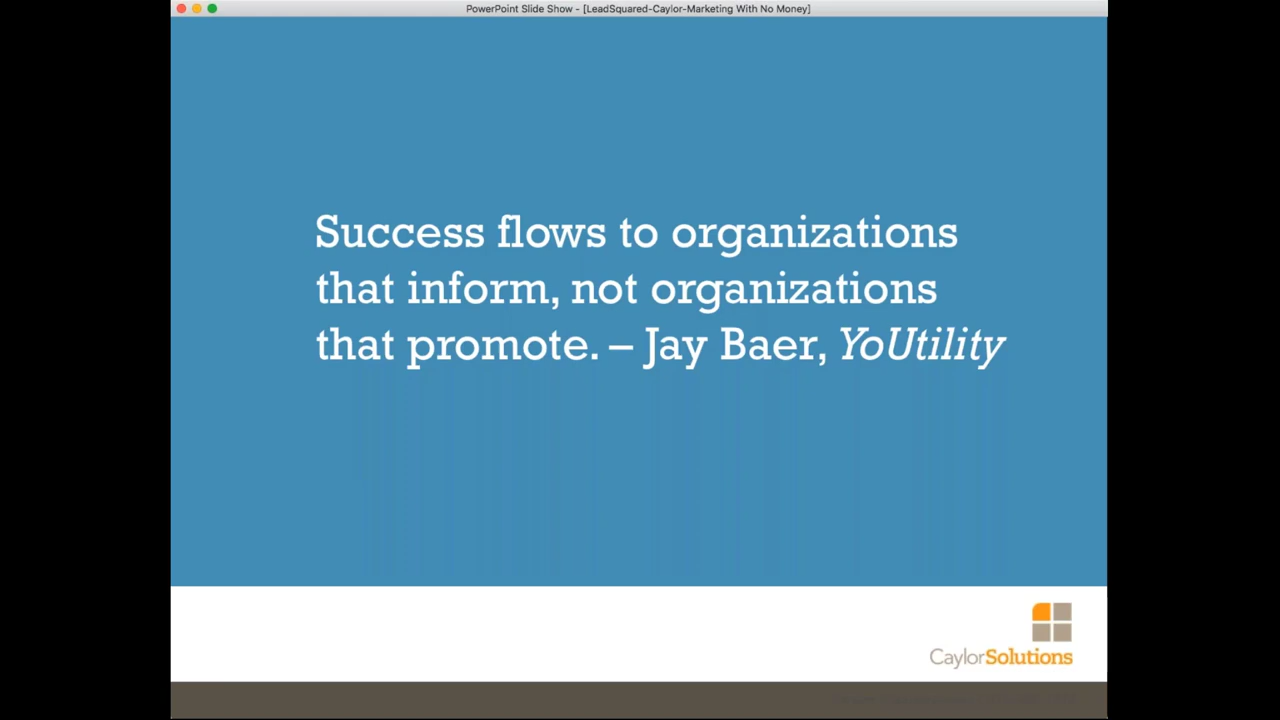 PowerPoint Slide Show - [LeadSquared-Caylor-Marketing With No Money]
Success flows to organizations
that inform, not organizations
that promote. – Jay Baer, YoUtility
CaylorSolutions